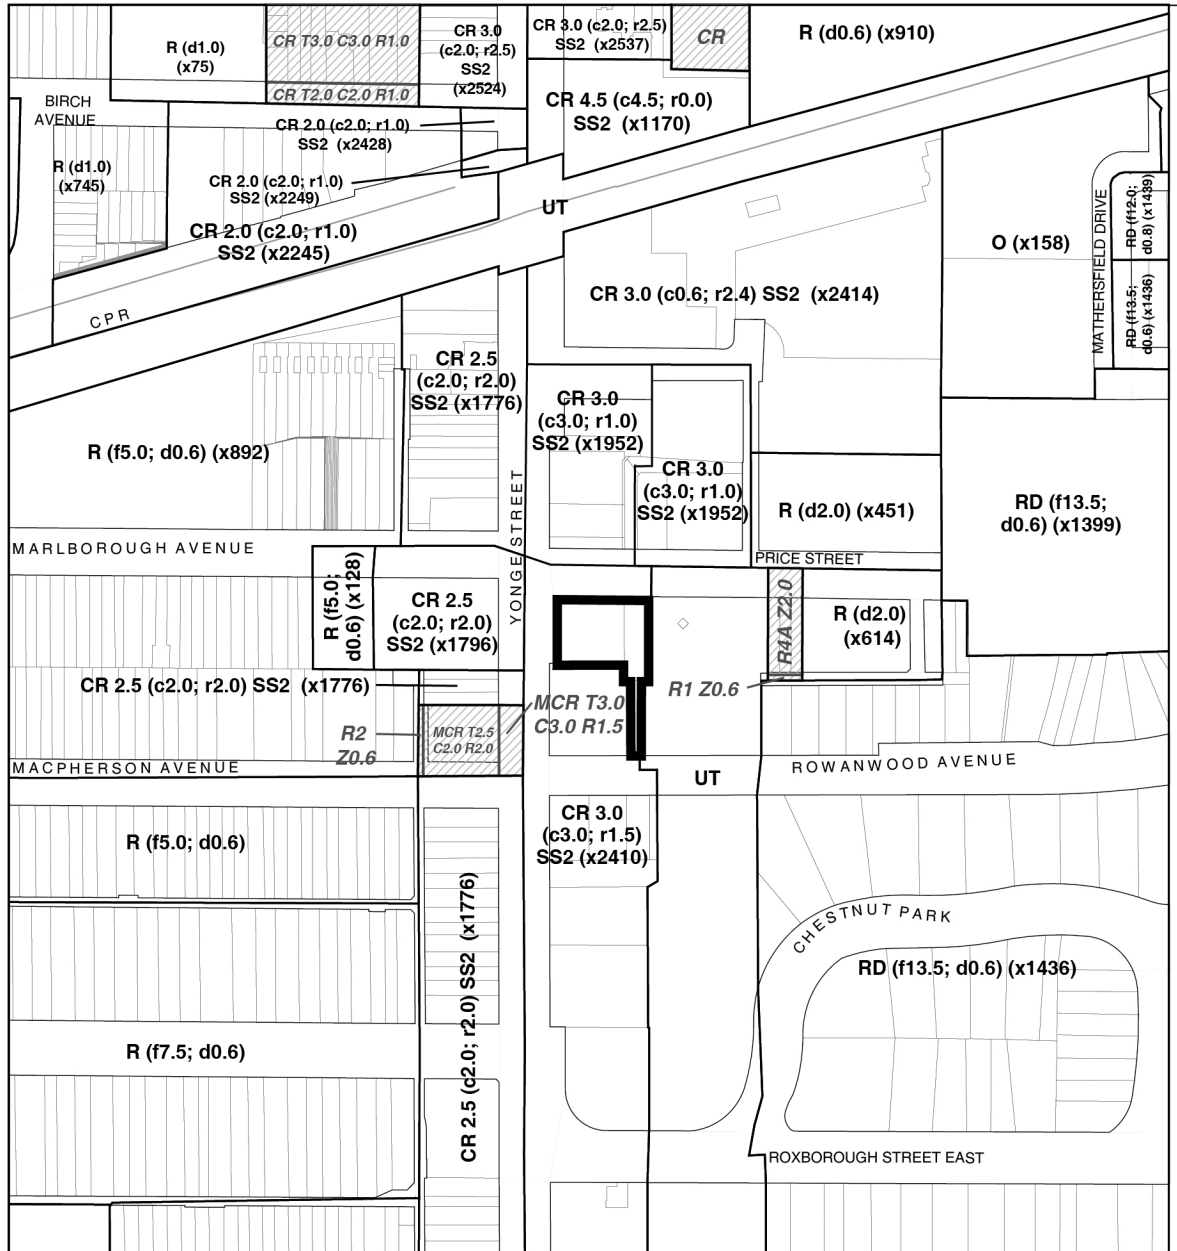 R (d1.0)
(x75)
CR T3.0 C3.0 R1.0
CR T2.0 C2.0 R1.0
CR 3.0
(c2.0; r2.5)
SS2
(x2524)
CR 3.0 (c2.0; r2.5)
SS2 (x2537)
CR
R (d0.6) (x910)
BIRCH
AVENUE
CR 4.5 (c4.5; r0.0)
SS2 (x1170)
CR 2.0 (c2.0; r1.0)
SS2 (x2428)
R (d1.0)
(x745)
CR 2.0 (c2.0; r1.0)
SS2 (x2249)
CR 2.0 (c2.0; r1.0)
SS2 (x2245)
UT
O (x158)
MATHERSFIELD DRIVE
RD (f12.0;
d0.8) (x1439)
RD (f13.5;
d0.6) (x1436)
CPR
CR 3.0 (c0.6; r2.4) SS2 (x2414)
CR 2.5
(c2.0; r2.0)
SS2 (x1776)
CR 3.0
(c3.0; r1.0)
SS2 (x1952)
R (f5.0; d0.6) (x892)
CR 3.0
(c3.0; r1.0)
SS2 (x1952)
R (d2.0) (x451)
RD (f13.5;
d0.6) (x1399)
YONGE STREET
MARLBOROUGH AVENUE
PRICE STREET
R (f5.0;
d0.6) (x128)
CR 2.5
(c2.0; r2.0)
SS2 (x1796)
R4A Z2.0
R (d2.0)
(x614)
CR 2.5 (c2.0; r2.0) SS2 (x1776)
R1 Z0.6
MCR T3.0
C3.0 R1.5
R2
Z0.6
MCR T2.5
C2.0 R2.0
MACPHERSON AVENUE
UT
ROWANWOOD AVENUE
CR 3.0
(c3.0; r1.5)
SS2 (x2410)
R (f5.0; d0.6)
CR 2.5 (c2.0; r2.0) SS2 (x1776)
CHESTNUT PARK
RD (f13.5; d0.6) (x1436)
R (f7.5; d0.6)
ROXBOROUGH STREET EAST